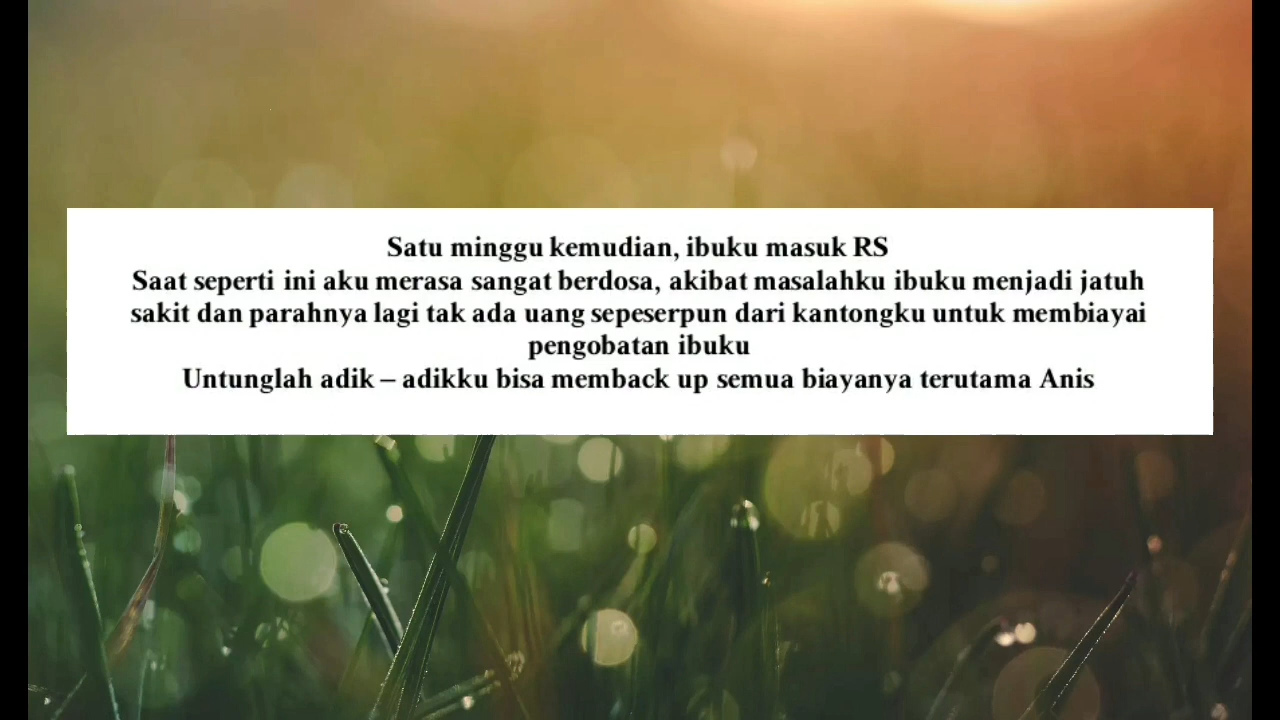 Satu minggu kemudian, ibuku masuk RS
Saat seperti ini aku merasa sangat berdosa, akibat masalahku ibuku menjadi jatuh
sakit dan parahnya lagi tak ada uang sepeserpun dari kantongku untuk membiayai
pengobatan ibuku
Untunglah adik – adikku bisa memback up semua biayanya terutama Anis